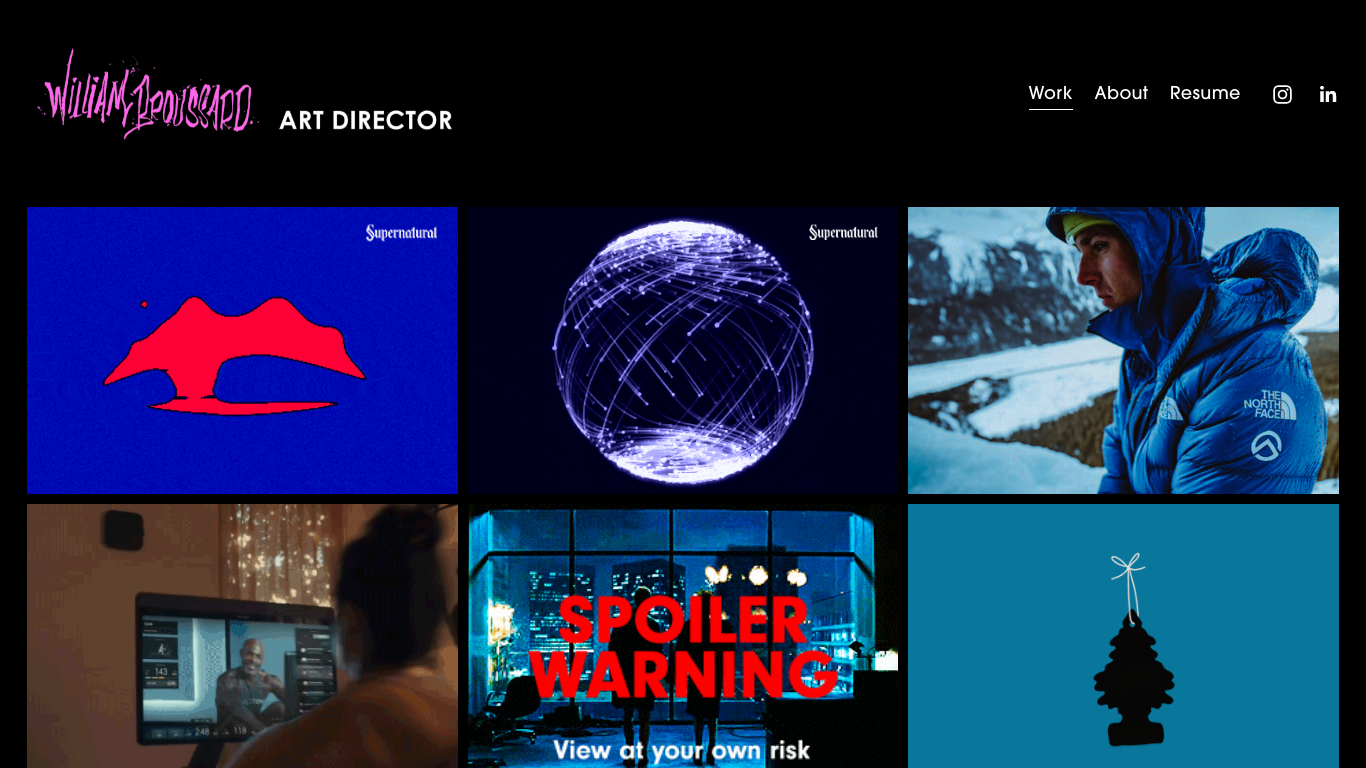 WILLIAM BROUSSARD
ART DIRECTOR
Work
About
Resume
in
Supernatural
Supernatural
THE
NORTH
FACE
143
248
118
SPOILER
WARNING
View at your own risk